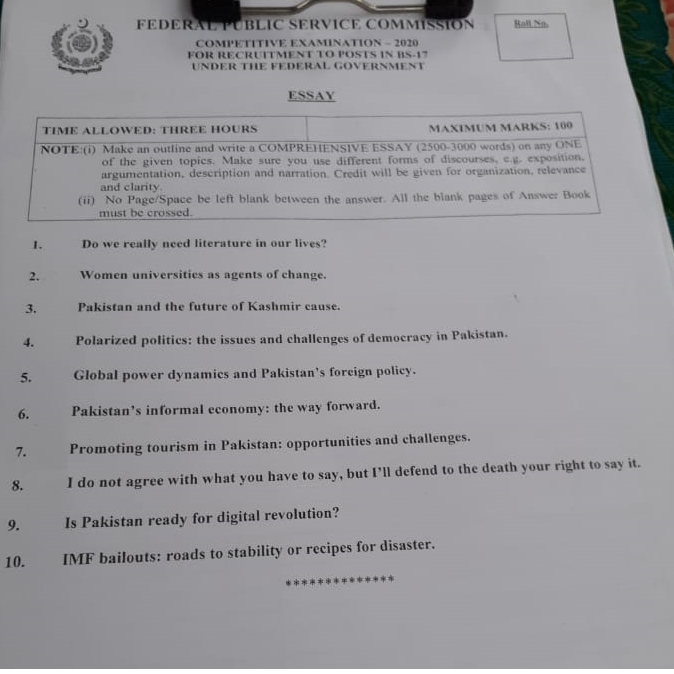 FEDERAL PUBLIC SERVICE COMMISSION
COMPETITIVE EXAMINATION – 2020
FOR RECRUITMENT TO POSTS IN BS-17
UNDER THE FEDERAL GOVERNMENT
Roll No.
ESSAY
TIME ALLOWED: THREE HOURS MAXIMUM MARKS: 100
NOTE:(i) Make an outline and write a COMPREHENSIVE ESSAY (2500-3000 words) on any ONE
of the given topics. Make sure you use different forms of discourses, e.g. exposition,
argumentation, description and narration. Credit will be given for organization, relevance
and clarity.
(ii) No Page/Space be left blank between the answer. All the blank pages of Answer Book
must be crossed.
1. Do we really need literature in our lives?
2. Women universities as agents of change.
3. Pakistan and the future of Kashmir cause.
4. Polarized politics: the issues and challenges of democracy in Pakistan.
5. Global power dynamics and Pakistan's foreign policy.
6. Pakistan's informal economy: the way forward.
7. Promoting tourism in Pakistan: opportunities and challenges.
8. I do not agree with what you have to say, but I'll defend to the death your right to say it.
9. Is Pakistan ready for digital revolution?
10. IMF bailouts: roads to stability or recipes for disaster.
**************